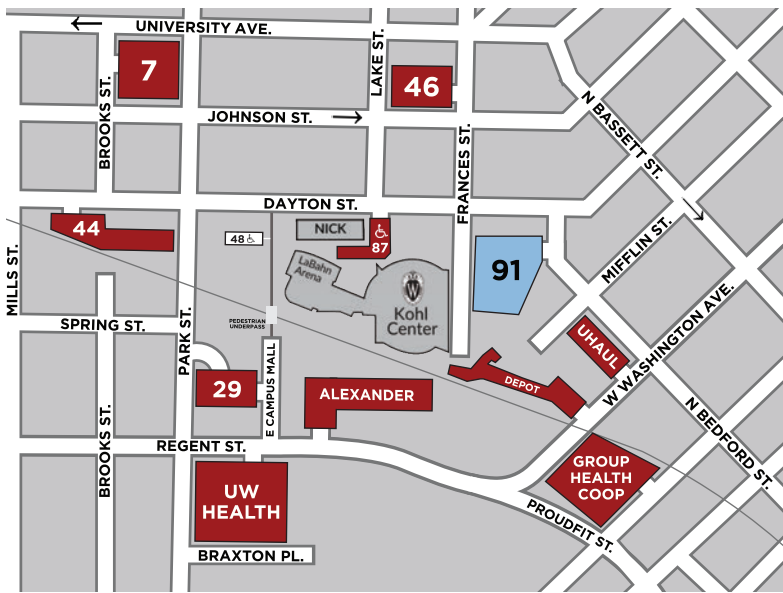 UNIVERSITY AVE.
7
46
LAKE ST.
BROOKS ST.
JOHNSON ST.
N BASSETT ST.
FRANCES ST.
DAYTON ST.
44
48
NICK
87
MIFFLIN ST.
MILLS ST.
LaBahn
Arena
W
Kohl
Center
91
PARK ST.
SPRING ST.
PEDESTRIAN
UNDERPASS
UHAUL
W WASHINGTON AVE.
29
E CAMPUS MALL
ALEXANDER
DEPOT
N BEDFORD ST.
BROOKS ST.
REGENT ST.
GROUP
HEALTH
COOP
UW
HEALTH
PROUDFIT ST.
BRAXTON PL.